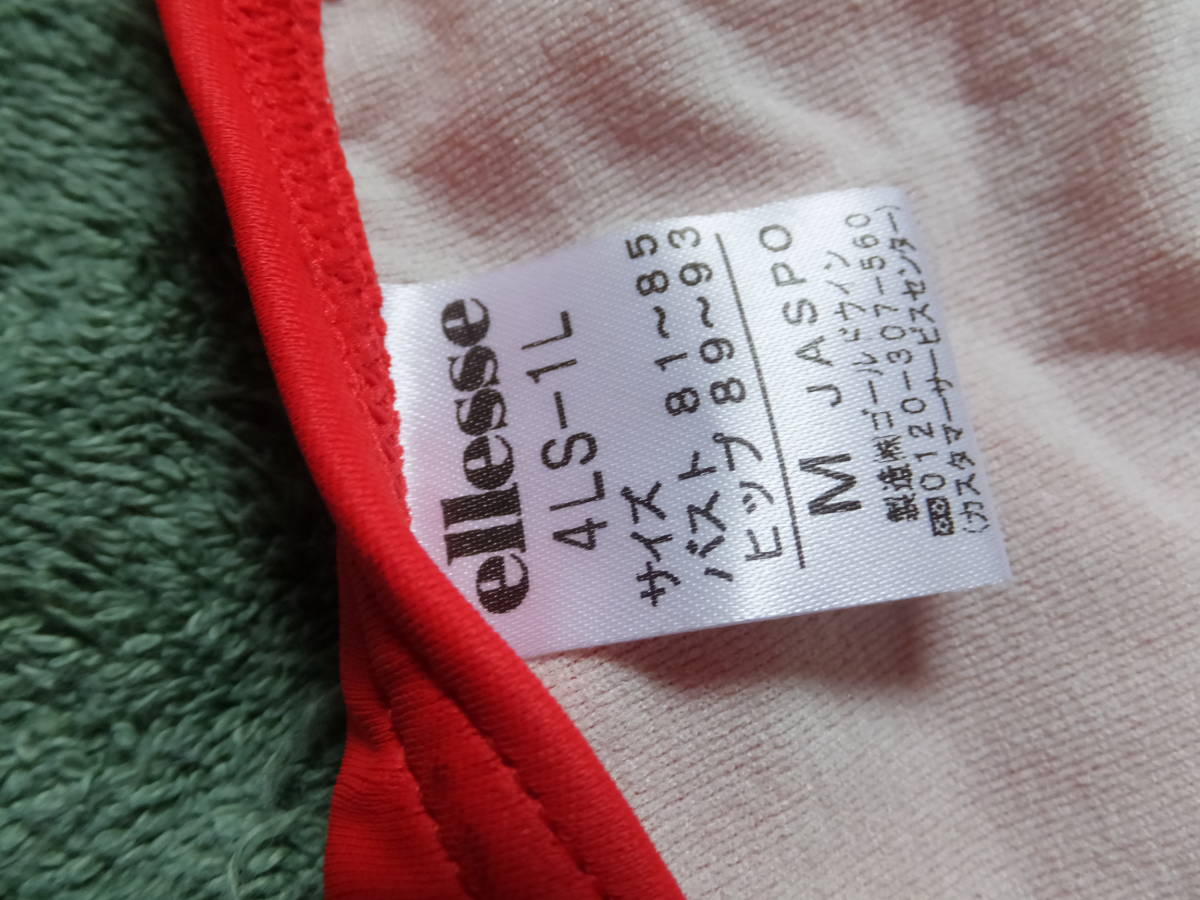 ellesse
4LS-1L
サイズ
バスト 81~85
ヒップ 89~93
M JASPO
製造㈱ゴールドウイン
0120-307-560
(カスタマーサービスセンター)